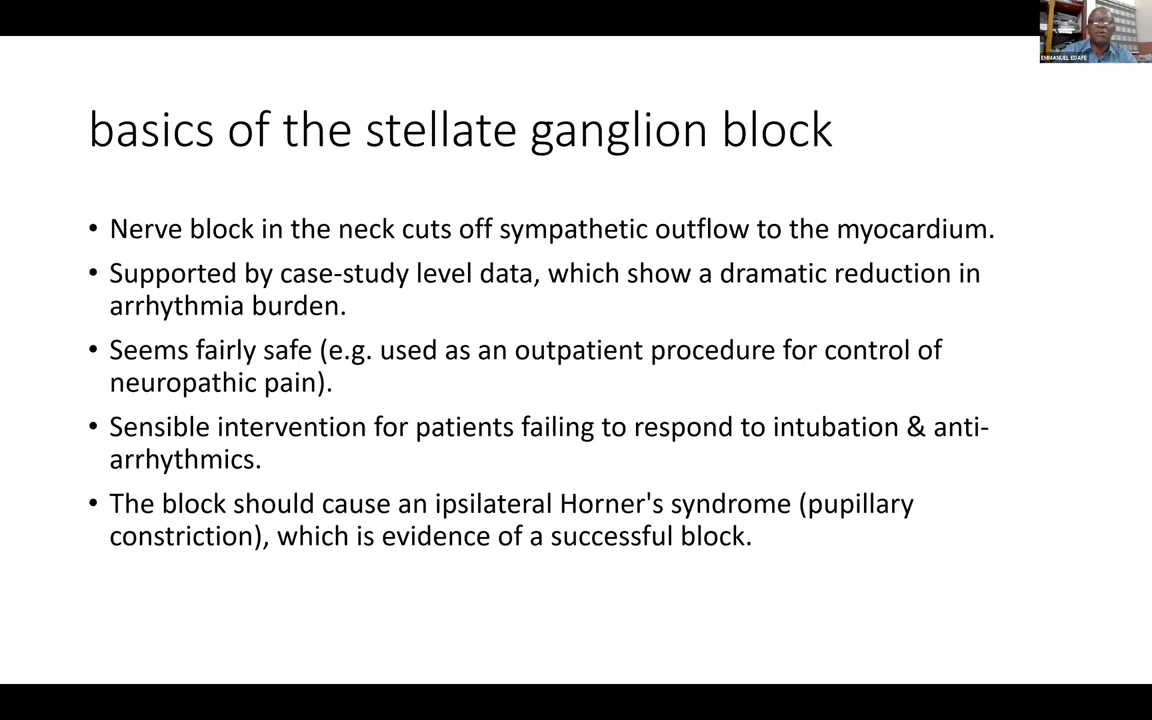 EMMANUEL EDAFE
basics of the stellate ganglion block
• Nerve block in the neck cuts off sympathetic outflow to the myocardium.
• Supported by case-study level data, which show a dramatic reduction in
arrhythmia burden.
• Seems fairly safe (e.g. used as an outpatient procedure for control of
neuropathic pain).
• Sensible intervention for patients failing to respond to intubation & anti-
arrhythmics.
• The block should cause an ipsilateral Horner's syndrome (pupillary
constriction), which is evidence of a successful block.